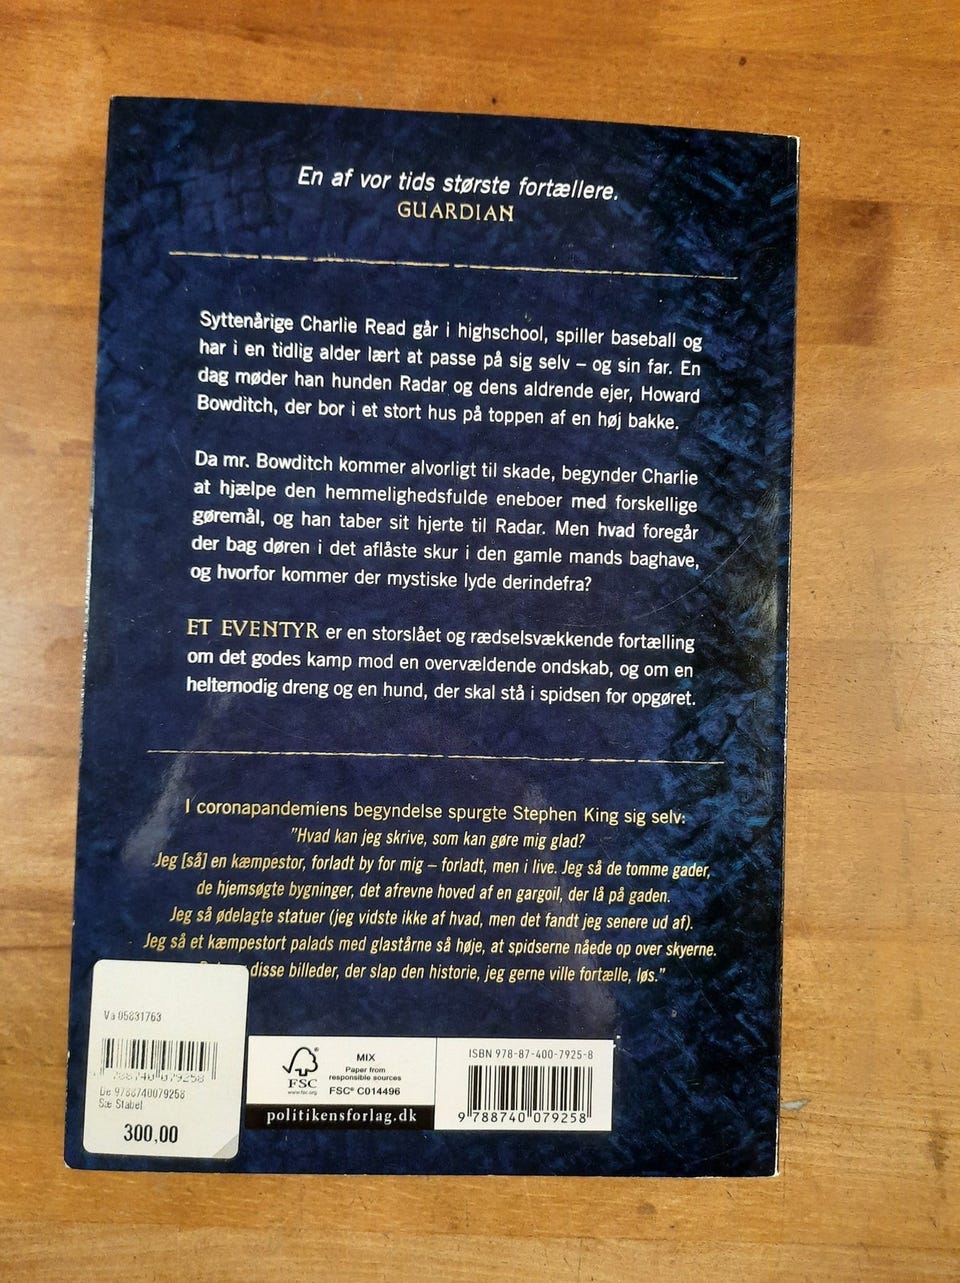 En af vor tids største fortællere.
GUARDIAN
Syttenårige Charlie Read går i highschool, spiller baseball og
har i en tidlig alder lært at passe på sig selv – og sin far. En
dag møder han hunden Radar og dens aldrende ejer, Howard
Bowditch, der bor i et stort hus på toppen af en høj bakke.
Da mr. Bowditch kommer alvorligt til skade, begynder Charlie
at hjælpe den hemmelighedsfulde eneboer med forskellige
gøremål, og han taber sit hjerte til Radar. Men hvad foregår
der bag døren i det aflåste skur i den gamle mands baghave,
og hvorfor kommer der mystiske lyde derindefra?
ET EVENTYR er en storslået og rædselsvækkende fortælling
om det godes kamp mod en overvældende ondskab, og om en
heltemodig dreng og en hund, der skal stå i spidsen for opgøret.
I coronapandemiens begyndelse spurgte Stephen King sig selv:
"Hvad kan jeg skrive, som kan gøre mig glad?
Jeg [så] en kæmpestor, forladt by for mig – forladt, men i live. Jeg så de tomme gader,
de hjemsøgte bygninger, det afrevne hoved af en gargoil, der lå på gaden.
Jeg så ødelagte statuer (jeg vidste ikke af hvad, men det fandt jeg senere ud af).
Jeg så et kæmpestort palads med glastårne så høje, at spidserne nåede op over skyerne.
disse billeder, der slap den historie, jeg gerne ville fortælle, løs."
Va 05831763
9788740079258
De 9788740079258
Sæ Stabel
300,00
FSC
www.fsc.org
MIX
Paper from
responsible sources
FSC® C014496
politikensforlag.dk
ISBN 978-87-400-7925-8
9 788740 079258